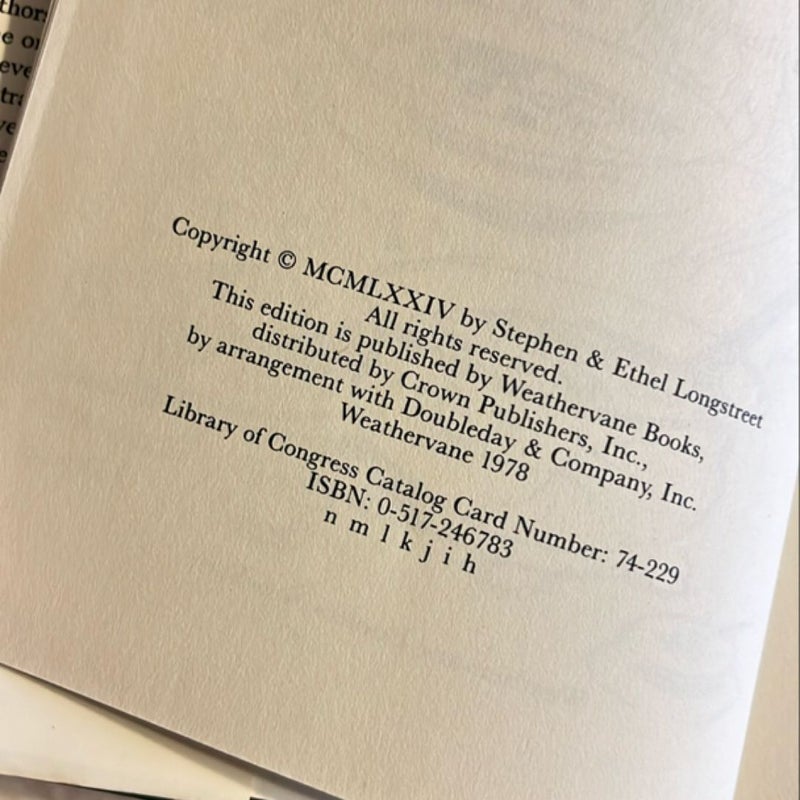 Copyright © MCMLXXIV by Stephen & Ethel Longstreet
All rights reserved.
This edition is published by Weathervane Books,
distributed by Crown Publishers, Inc.,
by arrangement with Doubleday & Company, Inc.
Weathervane 1978
Library of Congress Catalog Card Number: 74-229
ISBN: 0-517-246783
n m l k j i h